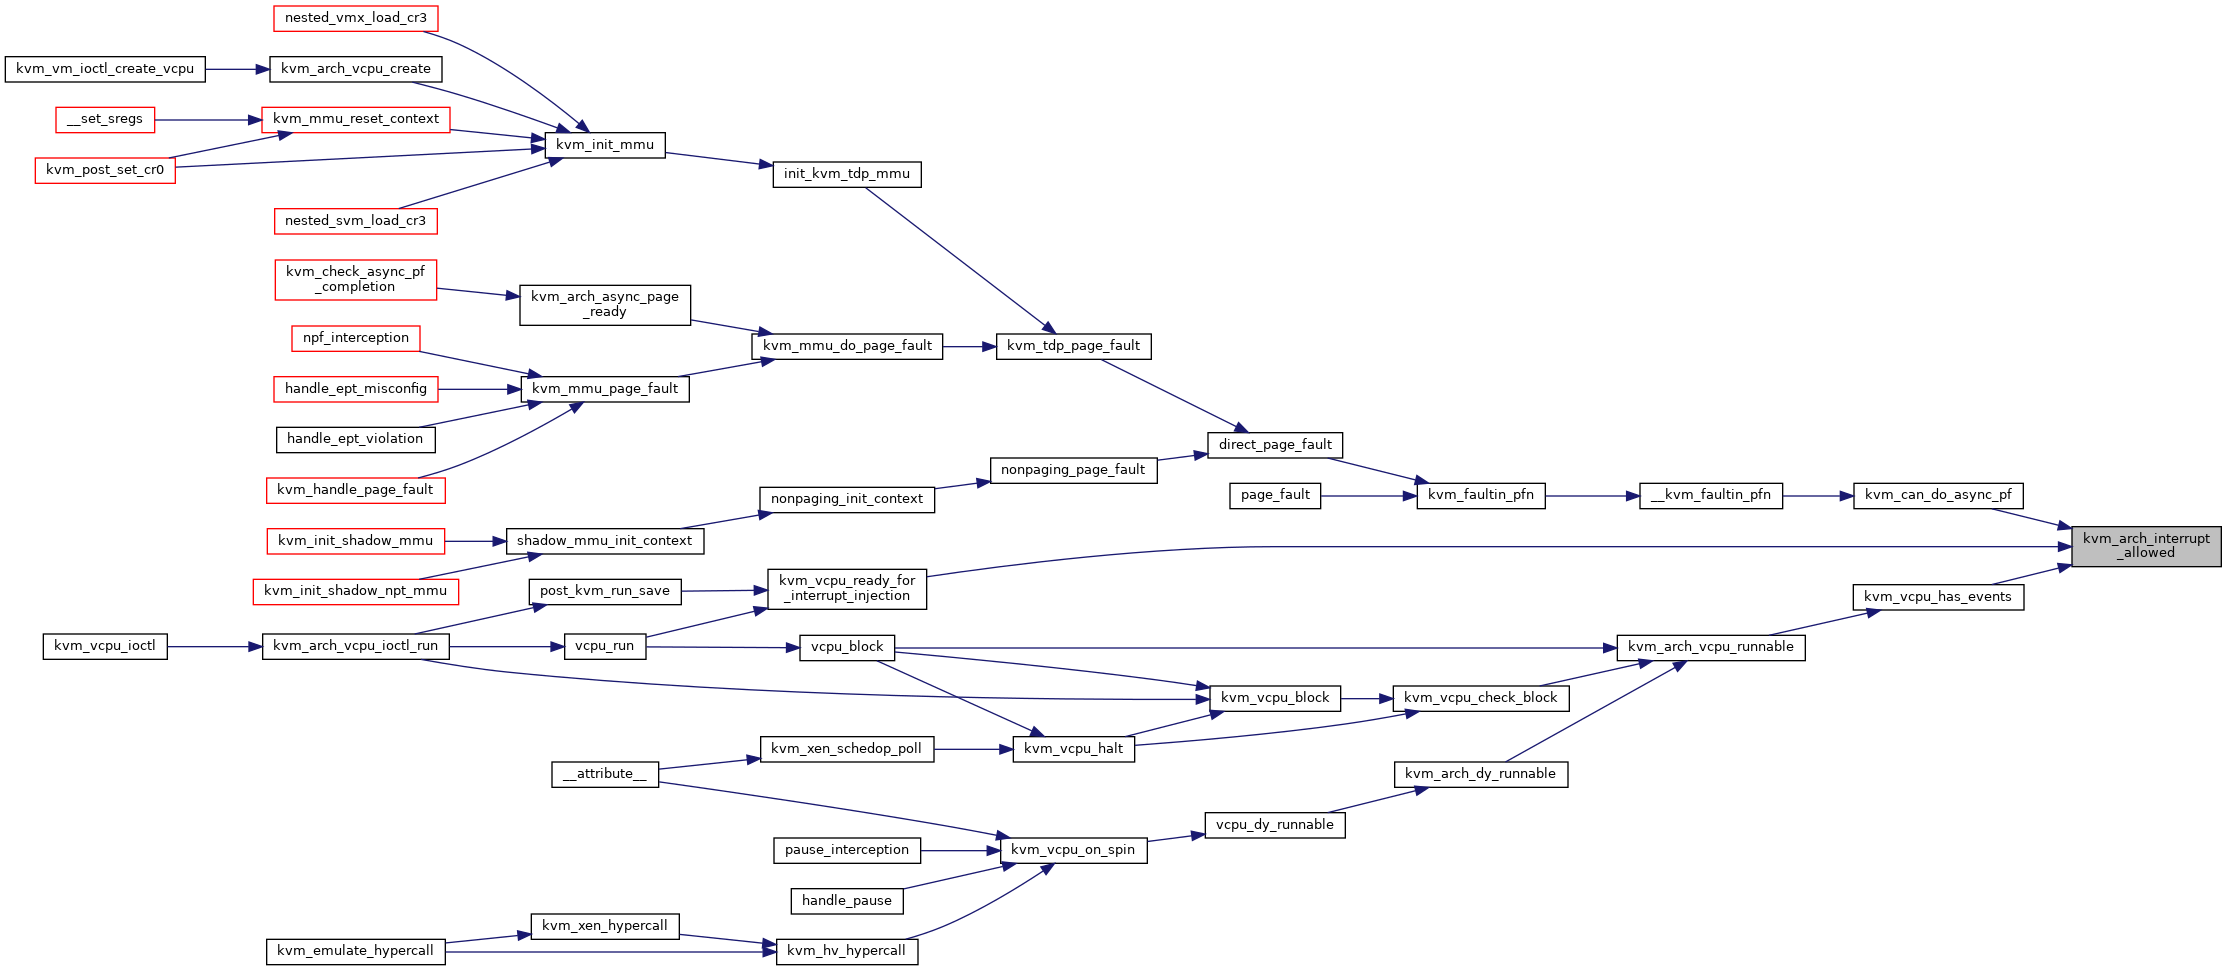 nested_vmx_load_cr3
kvm_vm_ioctl_create_vcpu
kvm_arch_vcpu_create
__set_sregs
kvm_mmu_reset_context
kvm_init_mmu
kvm_post_set_cr0
init_kvm_tdp_mmu
nested_svm_load_cr3
kvm_check_async_pf
_completion
kvm_arch_async_page
_ready
npf_interception
kvm_mmu_do_page_fault
kvm_tdp_page_fault
handle_ept_misconfig
kvm_mmu_page_fault
handle_ept_violation
direct_page_fault
nonpaging_page_fault
kvm_handle_page_fault
nonpaging_init_context
page_fault
kvm_faultin_pfn
__kvm_faultin_pfn
kvm_can_do_async_pf
kvm_init_shadow_mmu
shadow_mmu_init_context
kvm_arch_interrupt
_allowed
kvm_init_shadow_npt_mmu
post_kvm_run_save
kvm_vcpu_ready_for
_interrupt_injection
kvm_vcpu_has_events
kvm_vcpu_ioctl
kvm_arch_vcpu_ioctl_run
vcpu_run
vcpu_block
kvm_arch_vcpu_runnable
kvm_vcpu_block
kvm_vcpu_check_block
kvm_xen_schedop_poll
kvm_vcpu_halt
__attribute__
kvm_arch_dy_runnable
vcpu_dy_runnable
pause_interception
kvm_vcpu_on_spin
handle_pause
kvm_xen_hypercall
kvm_emulate_hypercall
kvm_hv_hypercall